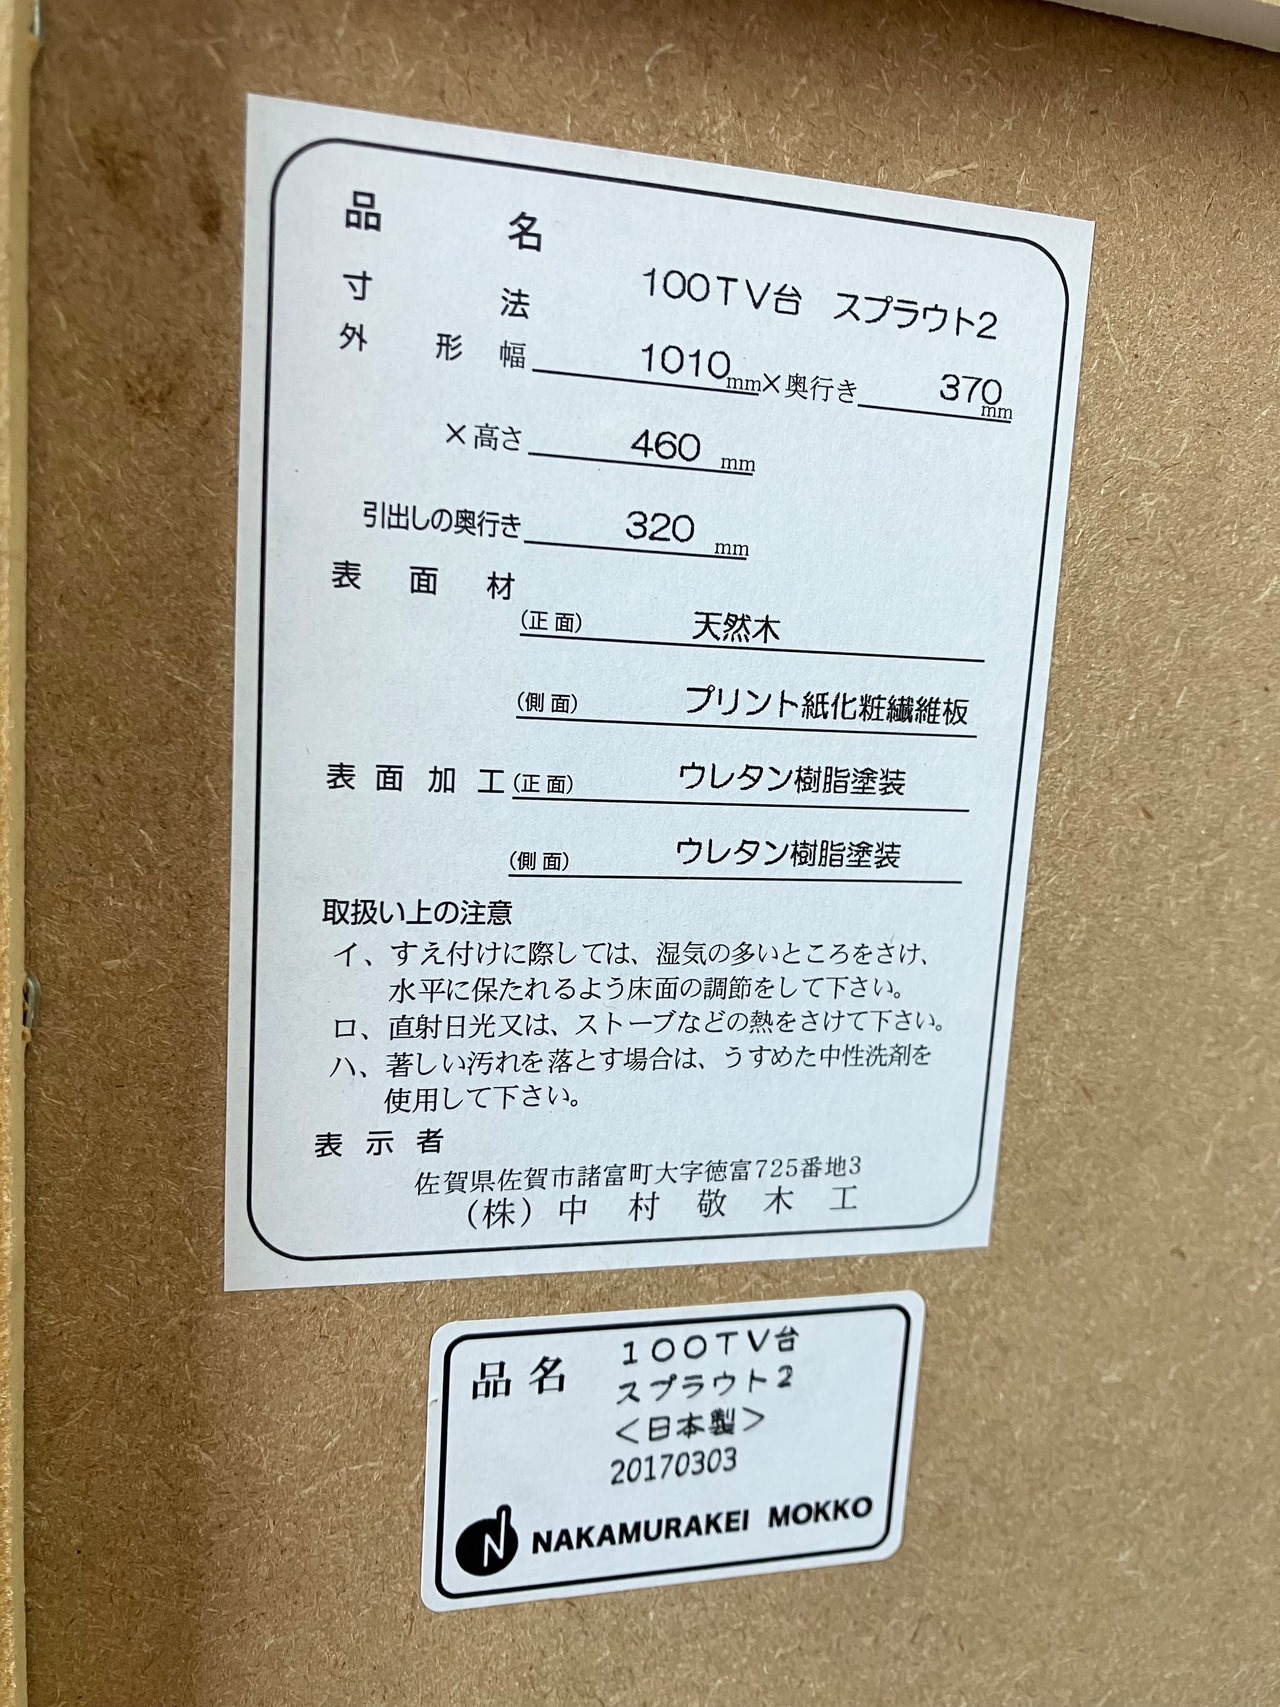 品名
100TV台 スプラウト2
寸法
外形 幅 1010mm×奥行き 370mm
×高さ 460mm
引出しの奥行き 320mm
表面材
(正面) 天然木
(側面) プリント紙化粧繊維板
表面加工(正面) ウレタン樹脂塗装
(側面) ウレタン樹脂塗装
取扱い上の注意
イ、すえ付けに際しては、湿気の多いところをさけ、
水平に保たれるよう床面の調節をして下さい。
ロ、直射日光又は、ストーブなどの熱をさけて下さい。
ハ、著しい汚れを落とす場合は、うすめた中性洗剤を
使用して下さい。
表示者
佐賀県佐賀市諸富町大字徳富725番地3
(株)中村敬木工
品名 100TV台
スプラウト2
<日本製>
20170303
N NAKAMURAKEI MOKKO